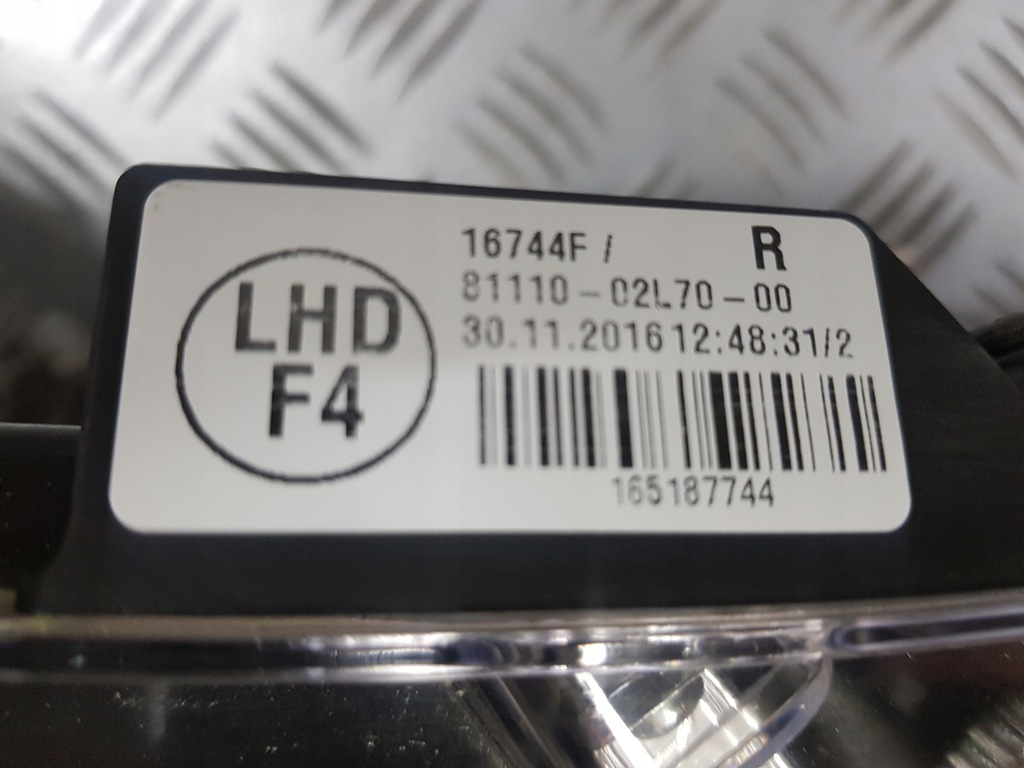 LHD
F4
16744F / R
81110-02L70-00
30.11.2016 12:48:31/2
165187744